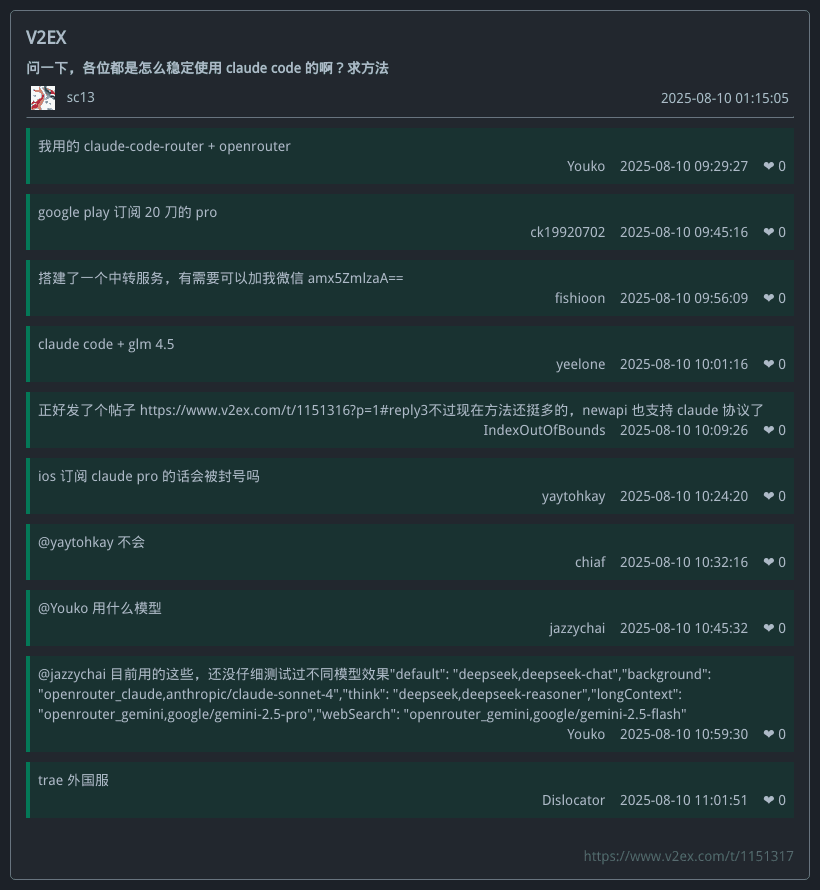 V2EX
问一下，各位都是怎么稳定使用 claude code 的啊？求方法
sc13 2025-08-10 01:15:05
我用的 claude-code-router + openrouter
Youko 2025-08-10 09:29:27 ❤ 0
google play 订阅 20 刀的 pro
ck19920702 2025-08-10 09:45:16 ❤ 0
搭建了一个中转服务，有需要可以加我微信 amx5ZmlzaA==
fishioon 2025-08-10 09:56:09 ❤ 0
claude code + glm 4.5
yeelone 2025-08-10 10:01:16 ❤ 0
正好发了个帖子 https://www.v2ex.com/t/1151316?p=1#reply3不过现在方法还挺多的，newapi 也支持 claude 协议了
IndexOutOfBounds 2025-08-10 10:09:26 ❤ 0
ios 订阅 claude pro 的话会被封号吗
yaytohkay 2025-08-10 10:24:20 ❤ 0
@yaytohkay 不会
chiaf 2025-08-10 10:32:16 ❤ 0
@Youko 用什么模型
jazzychai 2025-08-10 10:45:32 ❤ 0
@jazzychai 目前用的这些，还没仔细测试过不同模型效果"default": "deepseek,deepseek-chat","background":
"openrouter_claude,anthropic/claude-sonnet-4","think": "deepseek,deepseek-reasoner","longContext":
"openrouter_gemini,google/gemini-2.5-pro","webSearch": "openrouter_gemini,google/gemini-2.5-flash"
Youko 2025-08-10 10:59:30 ❤ 0
trae 外国服
Dislocator 2025-08-10 11:01:51 ❤ 0
https://www.v2ex.com/t/1151317